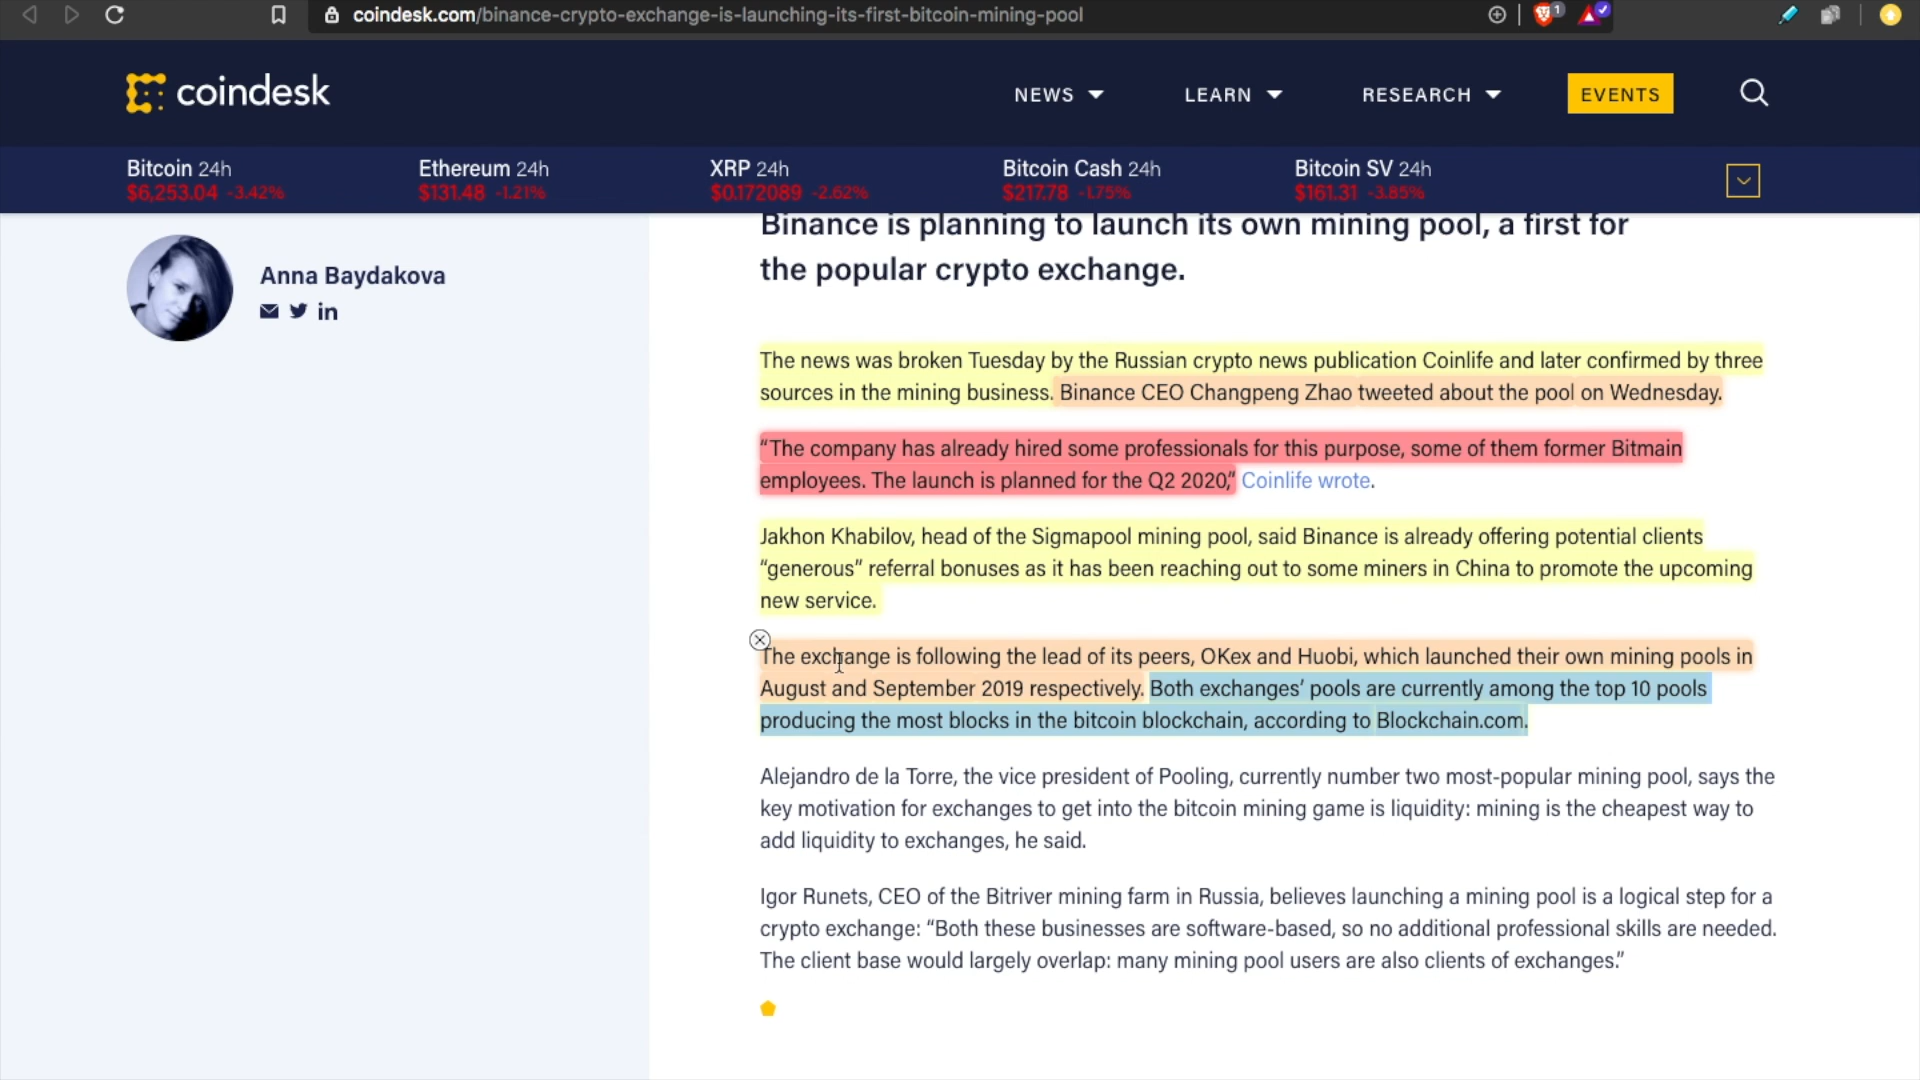 coindesk.com/binance-crypto-exchange-is-launching-its-first-bitcoin-mining-pool
1
coindesk
NEWS
LEARN
RESEARCH
EVENTS
Bitcoin 24h
$6,253.04 -3.42%
Ethereum 24h
$131.48 -1.21%
XRP 24h
$0.172089 -2.62%
Bitcoin Cash 24h
$217.78 -1.75%
Bitcoin SV 24h
$161.31 -3.85%
Anna Baydakova
in
Binance is planning to launch its own mining pool, a first for
the popular crypto exchange.
The news was broken Tuesday by the Russian crypto news publication Coinlife and later confirmed by three
sources in the mining business. Binance CEO Changpeng Zhao tweeted about the pool on Wednesday.
“The company has already hired some professionals for this purpose, some of them former Bitmain
employees. The launch is planned for the Q2 2020,” Coinlife wrote.
Jakhon Khabilov, head of the Sigmapool mining pool, said Binance is already offering potential clients
“generous” referral bonuses as it has been reaching out to some miners in China to promote the upcoming
new service.
The exchange is following the lead of its peers, OKex and Huobi, which launched their own mining pools in
August and September 2019 respectively. Both exchanges’ pools are currently among the top 10 pools
producing the most blocks in the bitcoin blockchain, according to Blockchain.com.
Alejandro de la Torre, the vice president of Pooling, currently number two most-popular mining pool, says the
key motivation for exchanges to get into the bitcoin mining game is liquidity: mining is the cheapest way to
add liquidity to exchanges, he said.
Igor Runets, CEO of the Bitriver mining farm in Russia, believes launching a mining pool is a logical step for a
crypto exchange: “Both these businesses are software-based, so no additional professional skills are needed.
The client base would largely overlap: many mining pool users are also clients of exchanges.”